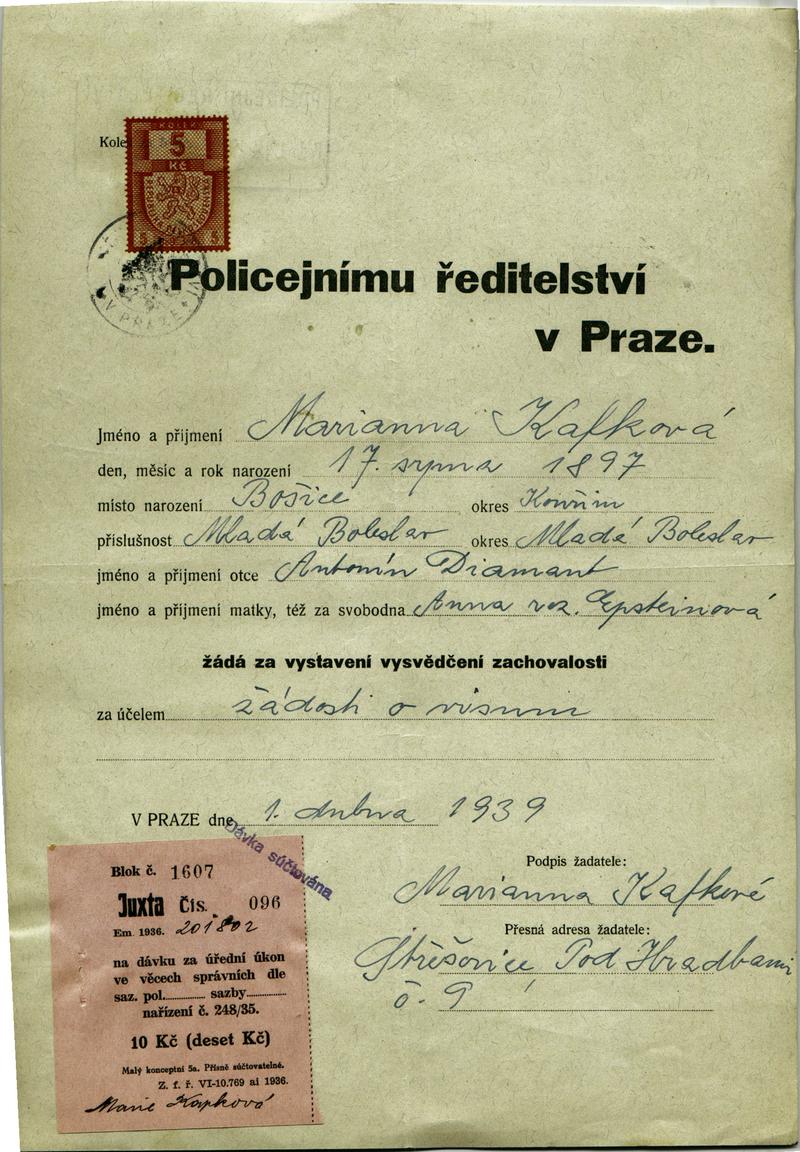 KOLEK
5
Kč
Kole
V PRAZE
Policejnímu ředitelství
v Praze.
Jméno a příjmení Marianna Kafková
den, měsíc a rok narození 17. srpna 1897
místo narození Bošice okres Kouřim
příslušnost Mladá Boleslav okres Mladá Boleslav
jméno a příjmení otce Antonín Diamant
jméno a příjmení matky, též za svobodna Anna roz. Epsteinová
žádá za vystavení vysvědčení zachovalosti
za účelem žádosti o visum
V PRAZE dne 1. dubna 1939
Dávka súčtována
Podpis žadatele:
Marianna Kafková
Přesná adresa žadatele:
Střešovice Pod Hradbami
č. 9
Blok č. 1607
Juxta čís. 096
Em. 1936. 201802
na dávku za úřední úkon
ve věcech správních dle
saz. pol. sazby
nařízení č. 248/35.
10 Kč (deset Kč)
Malý konceptní 5a. Přísně súčtovatelné.
Z. f. ř. VI-10.769 ai 1936.
Marie Kapková